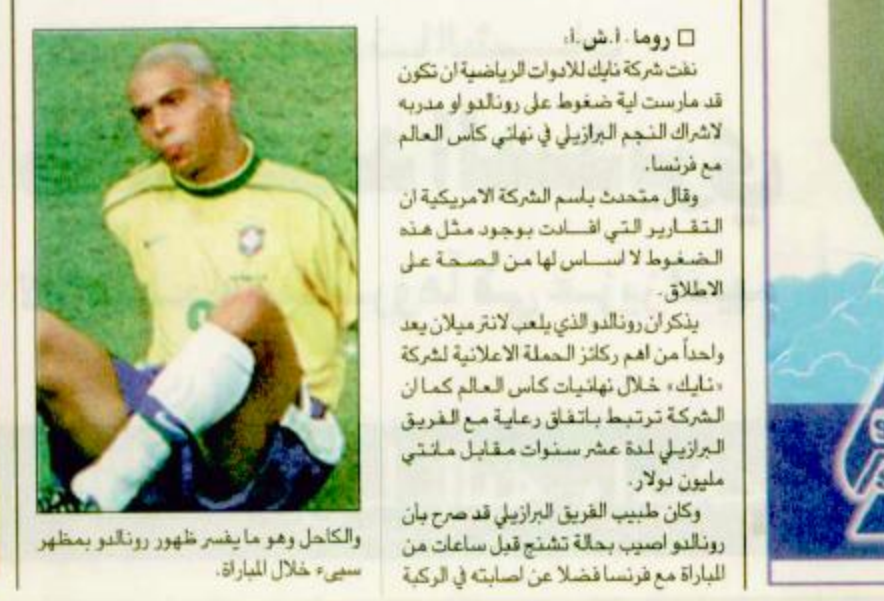 □ روما - أ.ش.أ:
نفت شركة نايك للادوات الرياضية ان تكون
قد مارست اية ضغوط على رونالدو او مدربه
لاشراك النجم البرازيلي في نهائي كأس العالم
مع فرنسا.
وقال متحدث باسم الشركة الامريكية ان
التقارير التي افادت بوجود مثل هذه
الضغوط لا اساس لها من الصحة على
الاطلاق.
يذكر ان رونالدو الذي يلعب لانتر ميلان يعد
واحداً من اهم ركائز الحملة الاعلانية لشركة
«نايك» خلال نهائيات كأس العالم كما ان
الشركة ترتبط باتفاق رعاية مع الفريق
البرازيلي لمدة عشر سنوات مقابل مائتي
مليون دولار.
وكان طبيب الفريق البرازيلي قد صرح بأن
رونالدو اصيب بحالة تشنج قبل ساعات من
المباراة مع فرنسا فضلا عن اصابته في الركبة
والكاحل وهو ما يفسر ظهور رونالدو بمظهر
سيىء خلال المباراة.